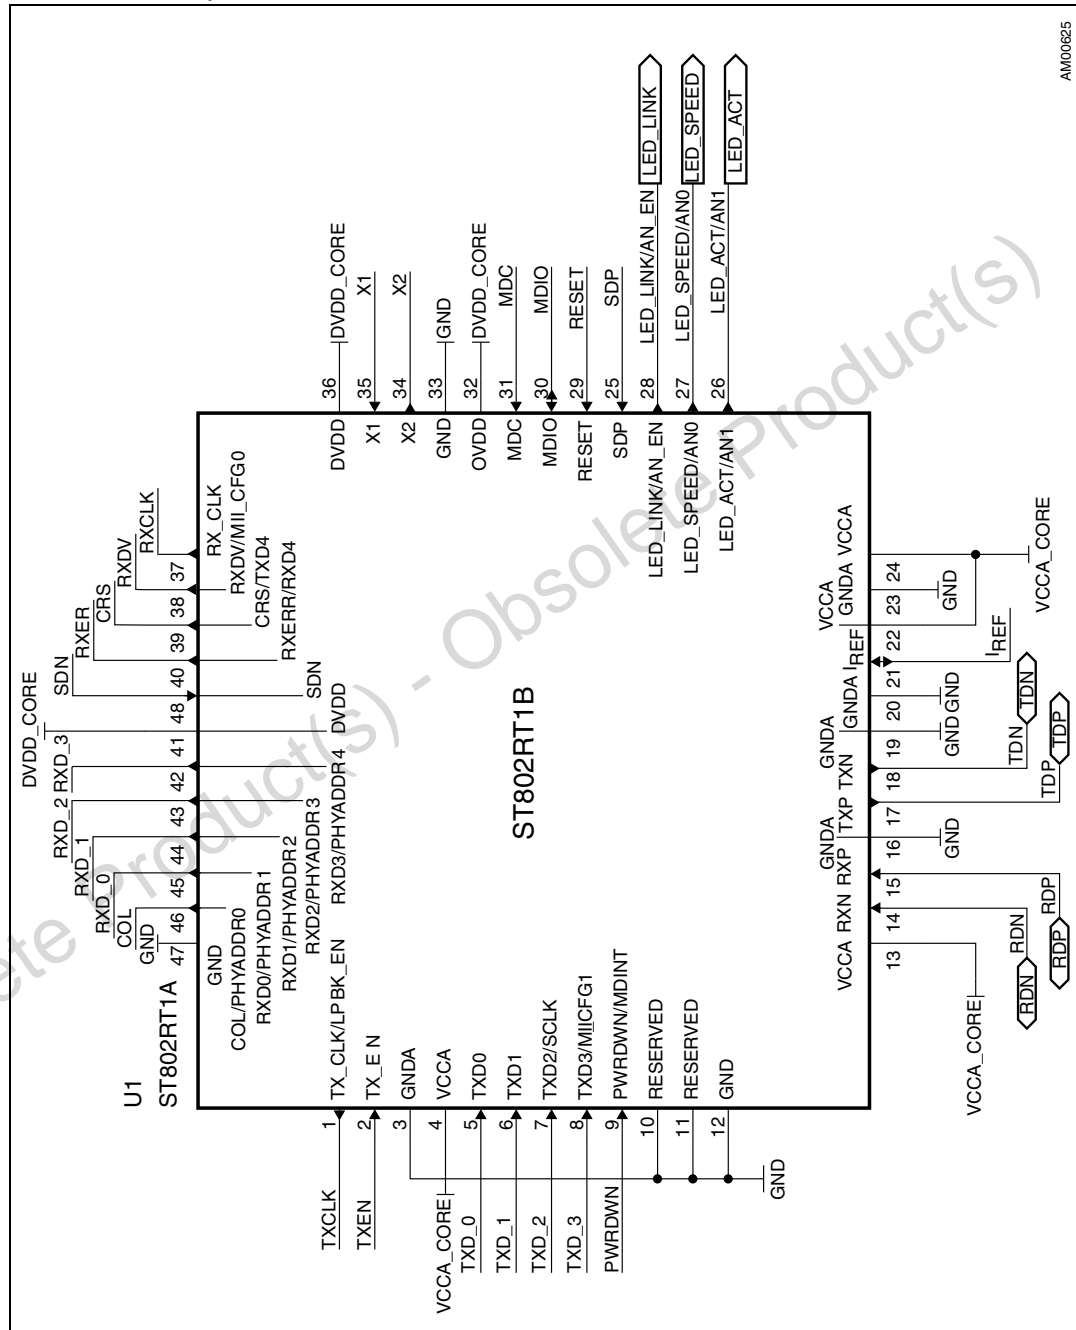 AM00625
U1
ST802RT1A
ST802RT1B
TXCLK 1 TX_CLK/LPBK_EN
TXEN 2 TX_E N
3 GNDA
VCCA_CORE 4 VCCA
TXD_0 5 TXD0
TXD_1 6 TXD1
TXD_2 7 TXD2/SCLK
TXD_3 8 TXD3/MII_CFG1
PWRDWN 9 PWRDWN/MDINT
10 RESERVED
11 RESERVED
12 GND
GND
GND 47 GND
COL 46 COL/PHYADDR0
RXD_0 45 RXD0/PHYADDR1
RXD_1 44 RXD1/PHYADDR2
RXD_2 43 RXD2/PHYADDR3
RXD_3 42 RXD3/PHYADDR4
DVDD_CORE 41 DVDD
SDN 48 SDN
RXER 40 RXERR/RXD4
CRS 39 CRS/TXD4
RXDV 38 RXDV/MII_CFG0
RXCLK 37 RX_CLK
DVDD 36 DVDD_CORE
X1 35 X1
X2 34 X2
GND 33 GND
OVDD 32 DVDD_CORE
MDC 31 MDC
MDIO 30 MDIO
RESET 29 RESET
SDP 25 SDP
LED_LINK/AN_EN 28 LED_LINK/AN_EN LED_LINK
LED_SPEED/AN0 27 LED_SPEED/AN0 LED_SPEED
LED_ACT/AN1 26 LED_ACT/AN1 LED_ACT
VCCA 13 VCCA_CORE
RXN 14 RDN RDN
RXP 15 RDP RDP
GNDA 16 GND
TXP 17 TDP TDP
TXN 18 TDN TDN
GNDA 19 GND
GNDA 20 GND
IREF 21 IREF
VCCA 22
GNDA 23 GND
VCCA 24 VCCA_CORE
ete Product(s) - Obsolete Product(s)